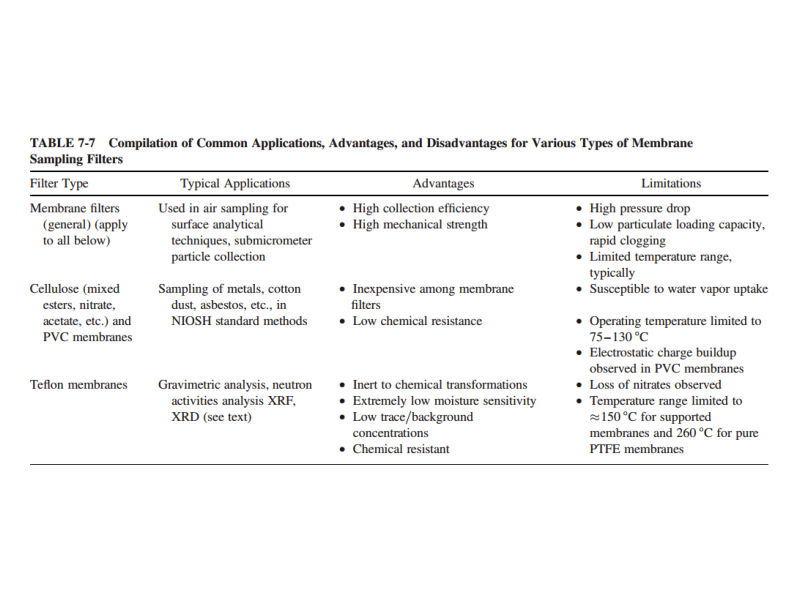 TABLE 7-7 Compilation of Common Applications, Advantages, and Disadvantages for Various Types of Membrane
Sampling Filters
Filter Type Typical Applications Advantages Limitations
Membrane filters Used in air sampling for • High collection efficiency • High pressure drop
(general) (apply surface analytical • High mechanical strength • Low particulate loading capacity,
to all below) techniques, submicrometer rapid clogging
particle collection • Limited temperature range,
typically
Cellulose (mixed Sampling of metals, cotton • Inexpensive among membrane • Susceptible to water vapor uptake
esters, nitrate, dust, asbestos, etc., in filters
acetate, etc.) and NIOSH standard methods • Low chemical resistance • Operating temperature limited to
PVC membranes 75–130 °C
• Electrostatic charge buildup
observed in PVC membranes
Teflon membranes Gravimetric analysis, neutron • Inert to chemical transformations • Loss of nitrates observed
activities analysis XRF, • Extremely low moisture sensitivity • Temperature range limited to
XRD (see text) • Low trace/background ≈150 °C for supported
concentrations membranes and 260 °C for pure
• Chemical resistant PTFE membranes